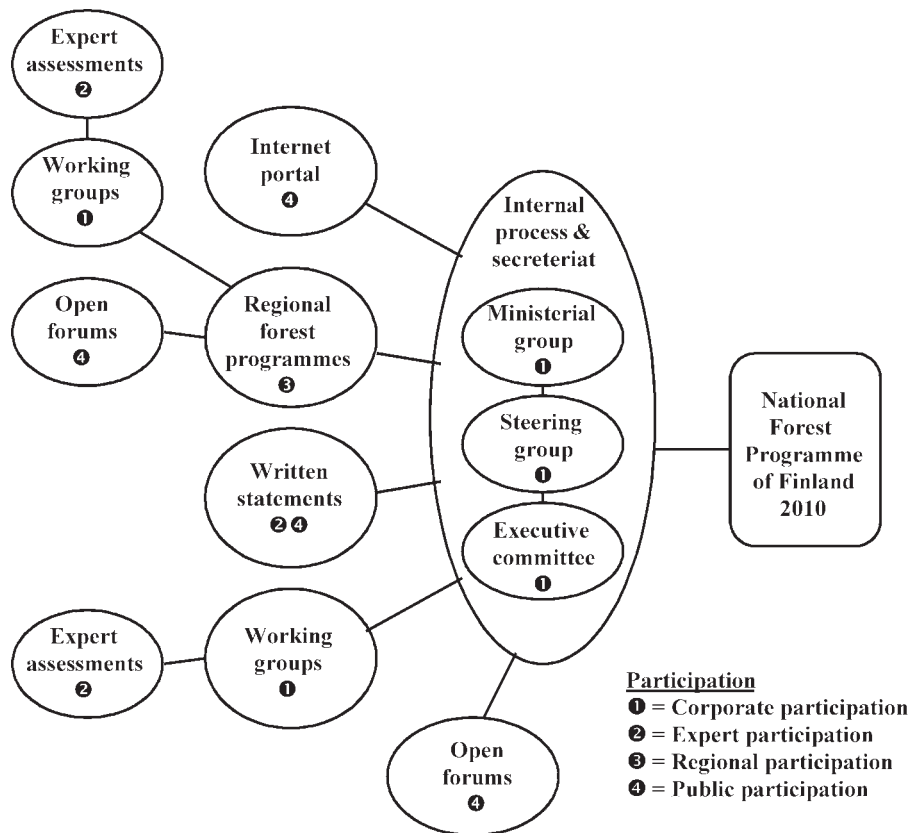 Expert
assessments
❷
Working
groups
❶
Internet
portal
❹
Open
forums
❹
Regional
forest
programmes
❸
Written
statements
❷ ❹
Expert
assessments
❷
Working
groups
❶
Internal
process &
secreteriat
Ministerial
group
❶
Steering
group
❶
Executive
committee
❶
Open
forums
❹
National
Forest
Programme
of Finland
2010
Participation
❶ = Corporate participation
❷ = Expert participation
❸ = Regional participation
❹ = Public participation